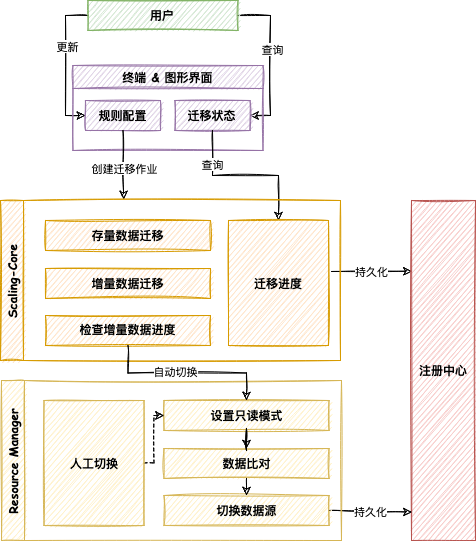 用户
更新
查询
终端 & 图形界面
规则配置
迁移状态
创建迁移作业
查询
Scaling-Core
存量数据迁移
增量数据迁移
检查增量数据进度
迁移进度
持久化
注册中心
自动切换
Resource Manager
人工切换
设置只读模式
数据比对
切换数据源
持久化